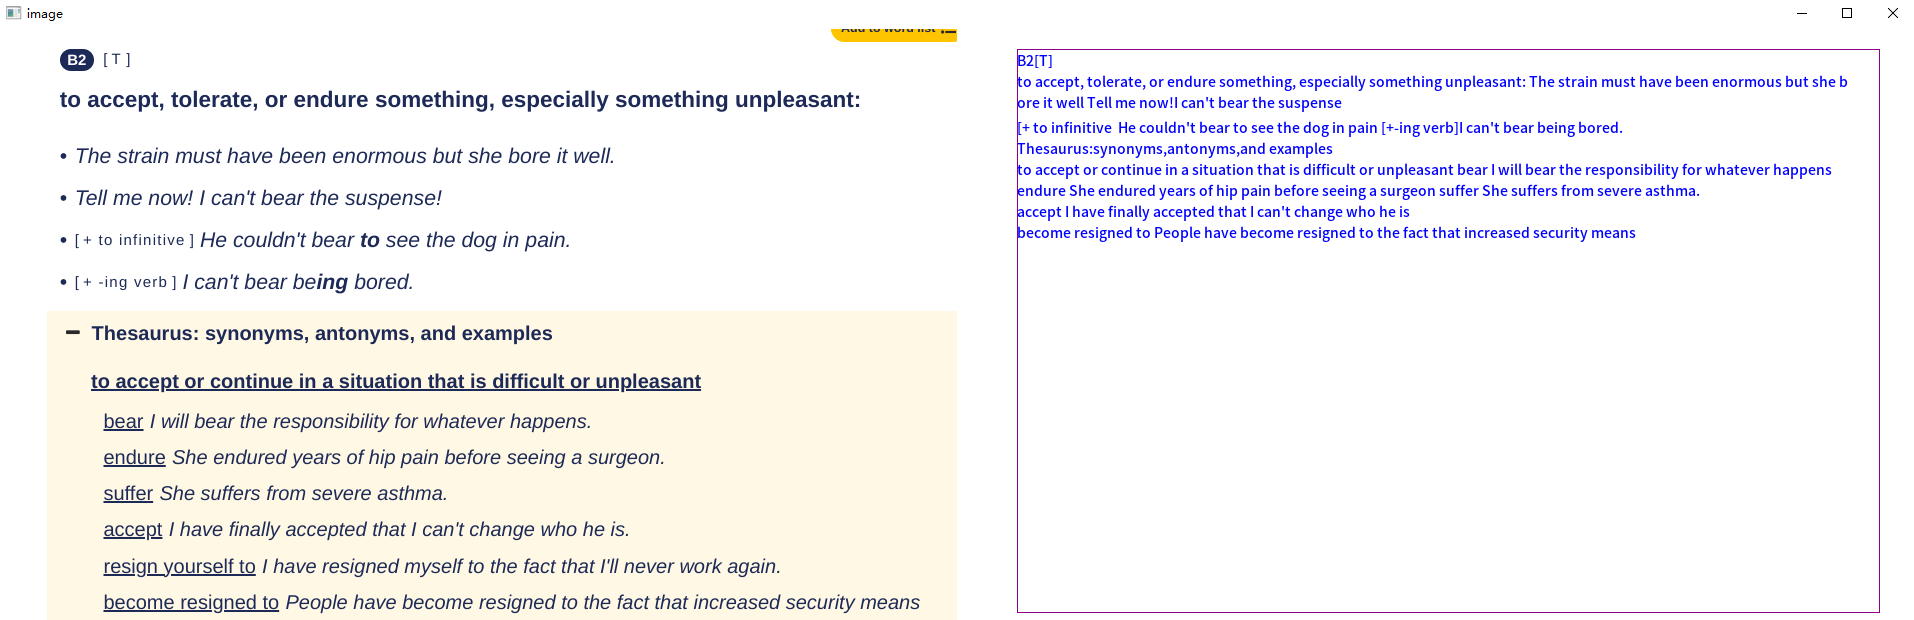 image
Add to word list
B2 [ T ]
to accept, tolerate, or endure something, especially something unpleasant:
• The strain must have been enormous but she bore it well.
• Tell me now! I can't bear the suspense!
• [ + to infinitive ] He couldn't bear to see the dog in pain.
• [ + -ing verb ] I can't bear being bored.
Thesaurus: synonyms, antonyms, and examples
to accept or continue in a situation that is difficult or unpleasant
bear I will bear the responsibility for whatever happens.
endure She endured years of hip pain before seeing a surgeon.
suffer She suffers from severe asthma.
accept I have finally accepted that I can't change who he is.
resign yourself to I have resigned myself to the fact that I'll never work again.
become resigned to People have become resigned to the fact that increased security means
B2[T]
to accept, tolerate, or endure something, especially something unpleasant: The strain must have been enormous but she b
ore it well Tell me now!I can't bear the suspense
[+ to infinitive  He couldn't bear to see the dog in pain [+-ing verb]I can't bear being bored.
Thesaurus:synonyms,antonyms,and examples
to accept or continue in a situation that is difficult or unpleasant bear I will bear the responsibility for whatever happens
endure She endured years of hip pain before seeing a surgeon suffer She suffers from severe asthma.
accept I have finally accepted that I can't change who he is
become resigned to People have become resigned to the fact that increased security means